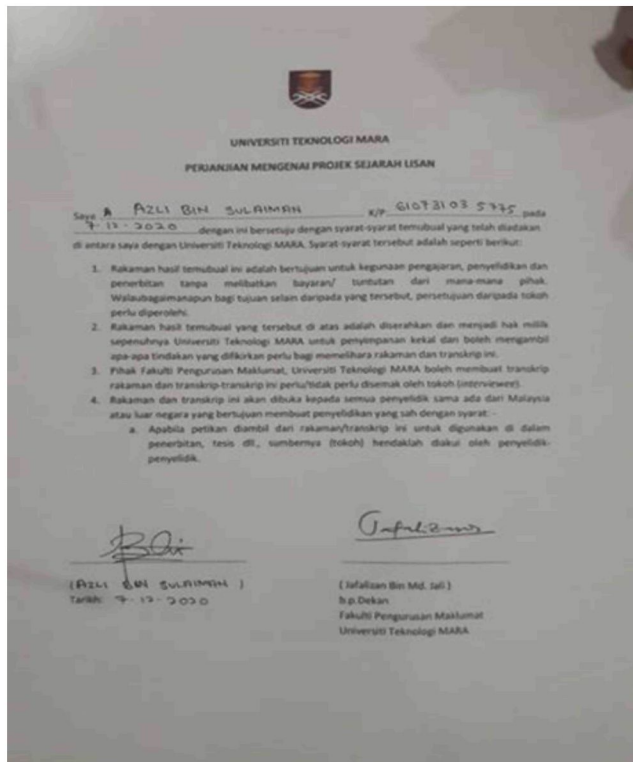 UNIVERSITI TEKNOLOGI MARA
PERJANJIAN MENGENAI PROJEK SEJARAH LISAN
Saya A AZLI BIN SULAIMAN K/P 610731035775 pada
7-12-2020 dengan ini bersetuju dengan syarat-syarat temubual yang telah diadakan
di antara saya dengan Universiti Teknologi MARA. Syarat-syarat tersebut adalah seperti berikut:
1. Rakaman hasil temubual ini adalah bertujuan untuk kegunaan pengajaran, penyelidikan dan
penerbitan tanpa melibatkan bayaran/ tuntutan dari mana-mana pihak.
Walaubagaimanapun bagi tujuan selain daripada yang tersebut, persetujuan daripada tokoh
perlu diperolehi.
2. Rakaman hasil temubual yang tersebut di atas adalah diserahkan dan menjadi hak milik
sepenuhnya Universiti Teknologi MARA untuk penyimpanan kekal dan boleh mengambil
apa-apa tindakan yang difikirkan perlu bagi memelihara rakaman dan transkrip ini.
3. Pihak Fakulti Pengurusan Maklumat, Universiti Teknologi MARA boleh membuat transkrip
rakaman dan transkrip-transkrip ini perlu/tidak perlu disemak oleh tokoh (interviewee).
4. Rakaman dan transkrip ini akan dibuka kepada semua penyelidik sama ada dari Malaysia
atau luar negara yang bertujuan membuat penyelidikan yang sah dengan syarat: -
a. Apabila petikan diambil dari rakaman/transkrip ini untuk digunakan di dalam
penerbitan, tesis dll., sumbernya (tokoh) hendaklah diakui oleh penyelidik-
penyelidik.
(AZLI BIN SULAIMAN )
Tarikh: 7-12-2020
( Jafalizan Bin Md. Jali )
b.p.Dekan
Fakulti Pengurusan Maklumat
Universiti Teknologi MARA